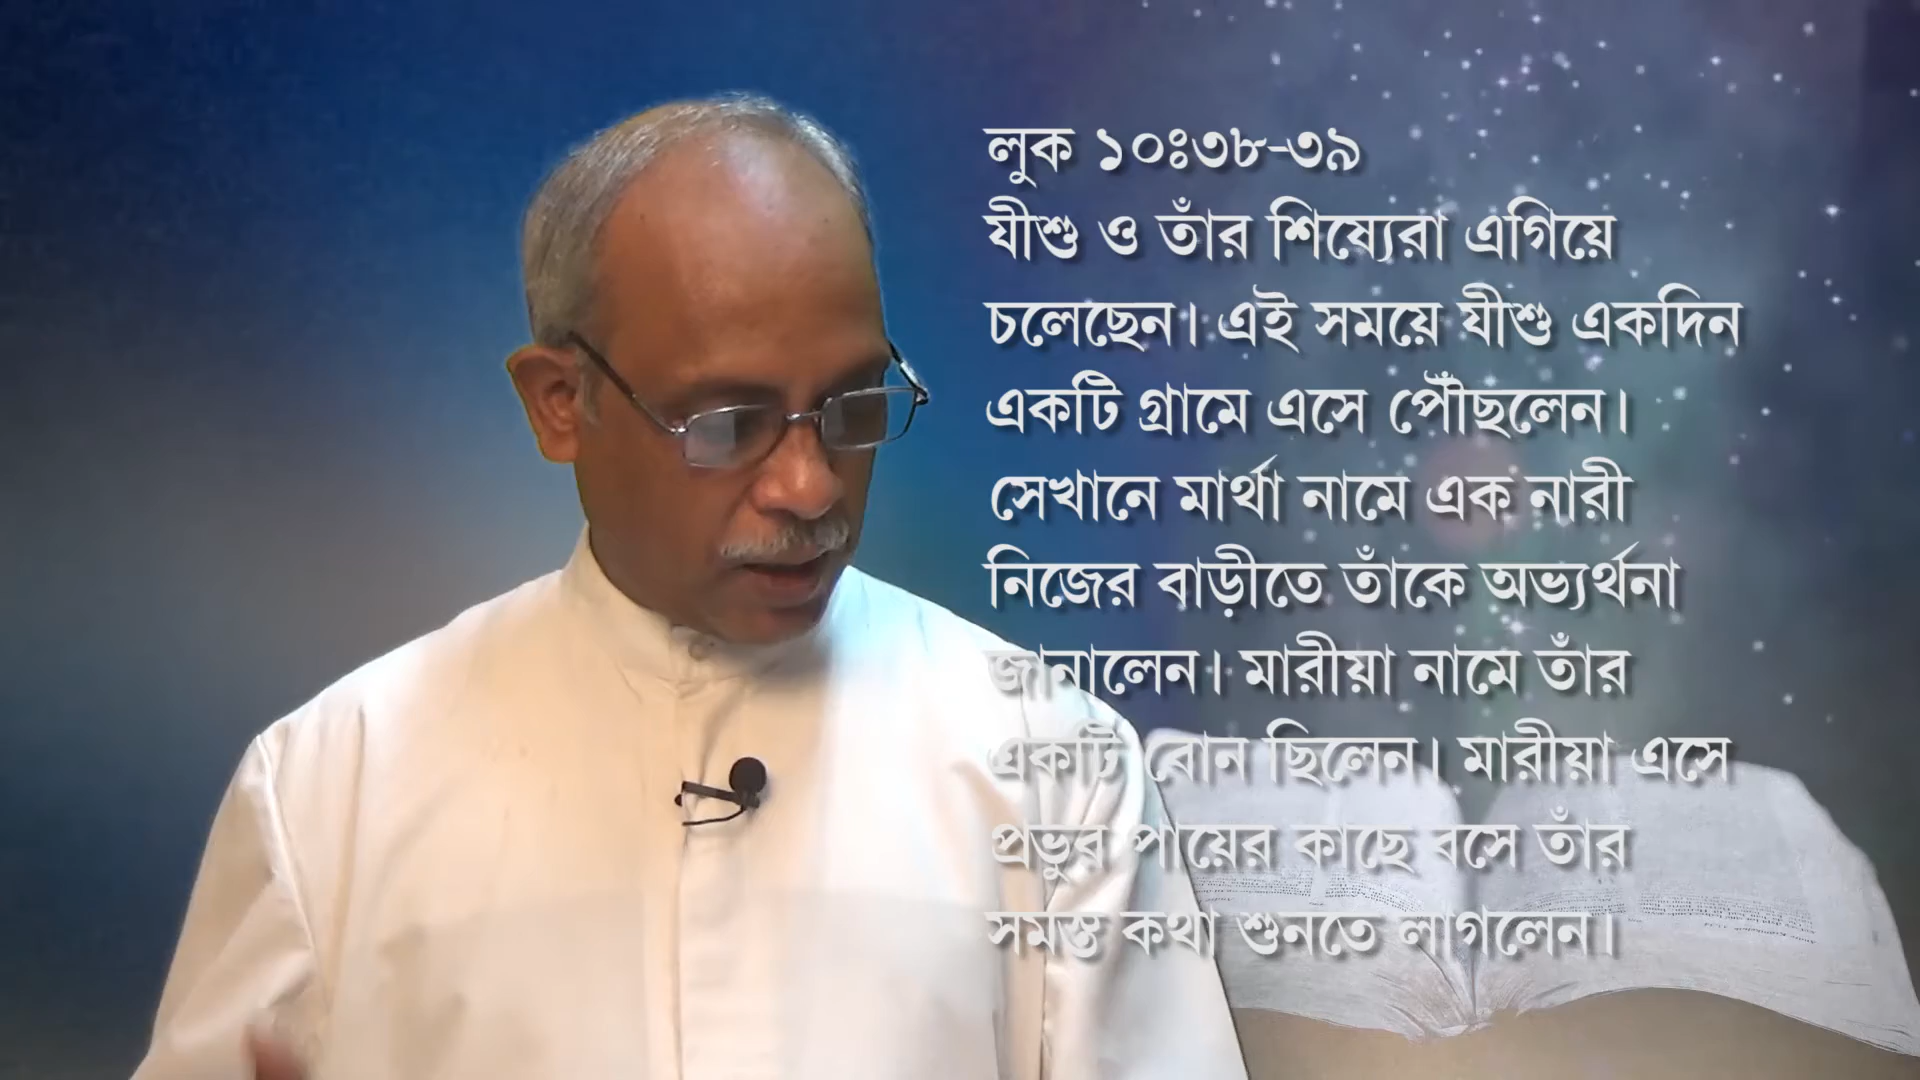 লুক ১০ঃ৩৮-৩৯
যীশু ও তাঁর শিষ্যেরা এগিয়ে
চলেছেন। এই সময়ে যীশু একদিন
একটি গ্রামে এসে পৌঁছলেন।
সেখানে মার্থা নামে এক নারী
নিজের বাড়ীতে তাঁকে অভ্যর্থনা
জানালেন। মারীয়া নামে তাঁর
একটি বোন ছিলেন। মারীয়া এসে
প্রভুর পায়ের কাছে বসে তাঁর
সমস্ত কথা শুনতে লাগলেন।